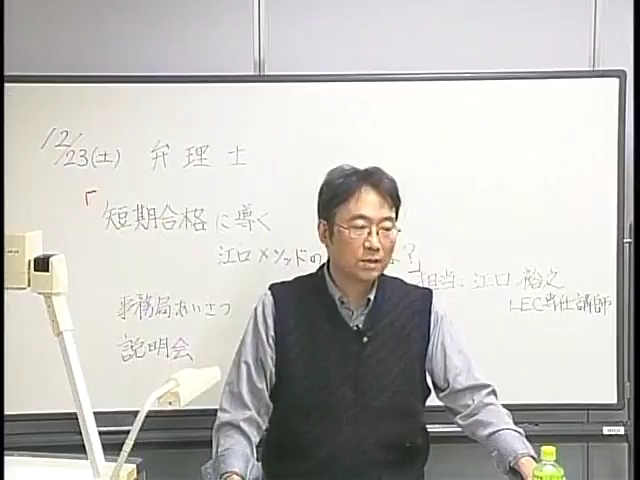 12/23(土) 弁理士
「短期合格に導く
江口メソッドの ?」
担当:江口 裕之
LEC専任講師
事務局あいさつ
説明会